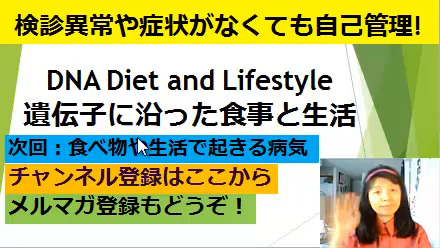 検診異常や症状がなくても自己管理!
DNA Diet and Lifestyle
遺伝子に沿った食事と生活
次回：食べ物や生活で起きる病気
チャンネル登録はここから
メルマガ登録もどうぞ！